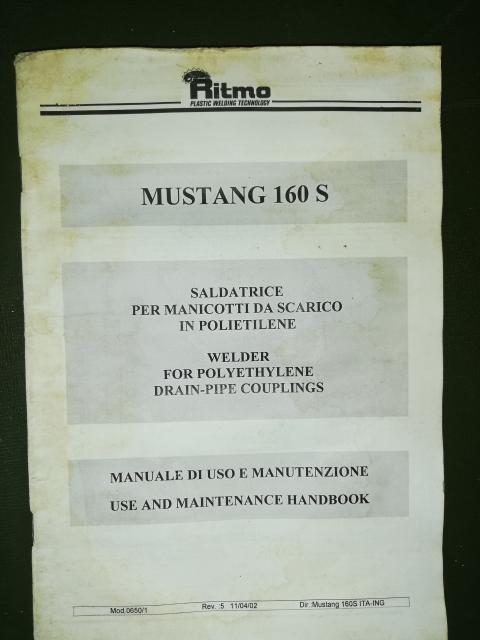 Ritmo
PLASTIC WELDING TECHNOLOGY
MUSTANG 160 S
SALDATRICE
PER MANICOTTI DA SCARICO
IN POLIETILENE
WELDER
FOR POLYETHYLENE
DRAIN-PIPE COUPLINGS
MANUALE DI USO E MANUTENZIONE
USE AND MAINTENANCE HANDBOOK
Mod.0650/1 Rev. :5 11/04/02 Dir.:Mustang 160S ITA-ING